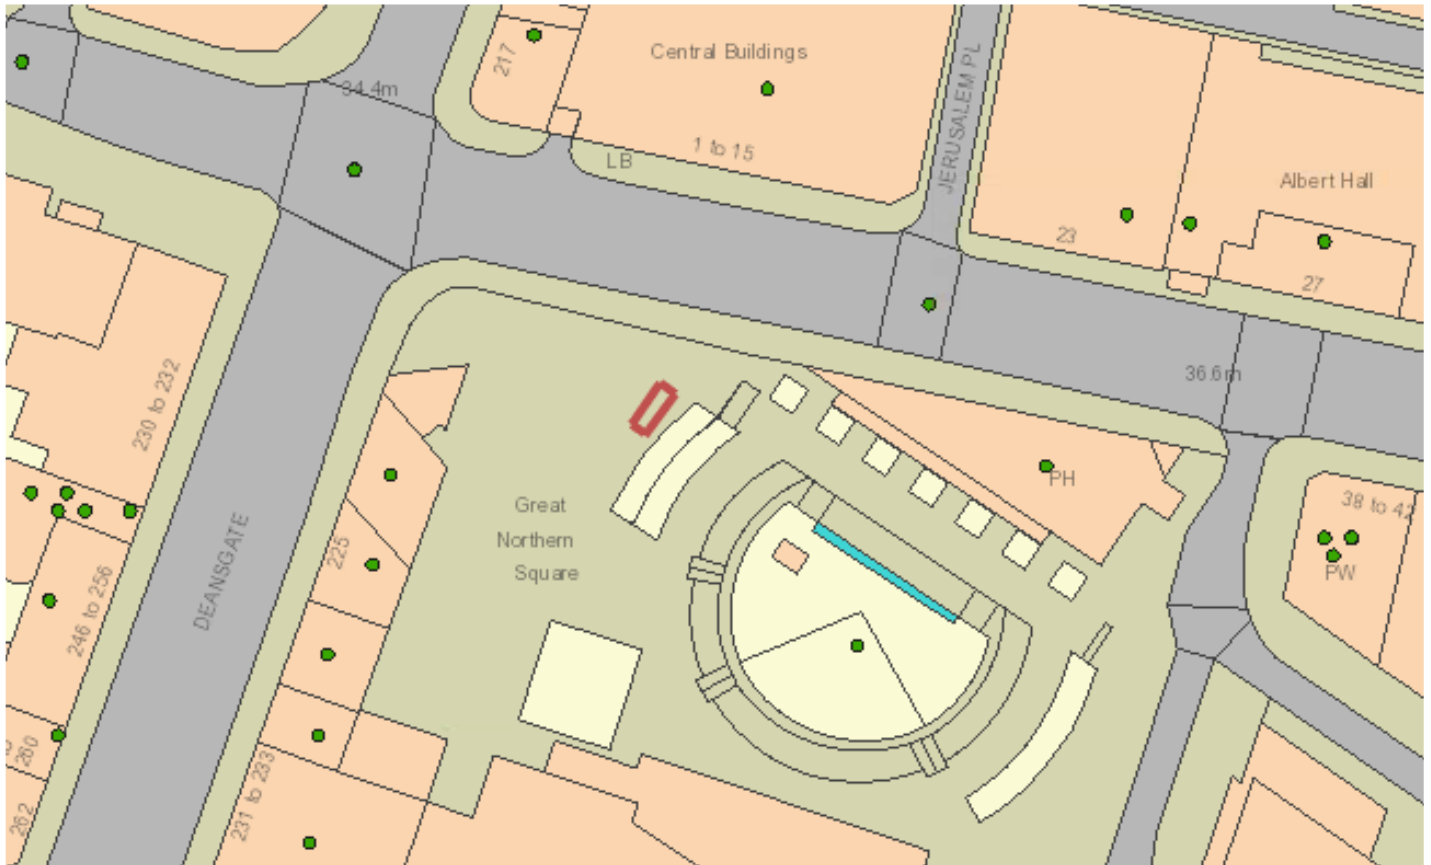 217
Central Buildings
34.4m
1 to 15
LB
JERUSALEM PL
Albert Hall
23
27
36.6m
230 to 232
PH
38 to 42
PW
Great
Northern
Square
225
DEANSGATE
246 to 256
260
231 to 233
262